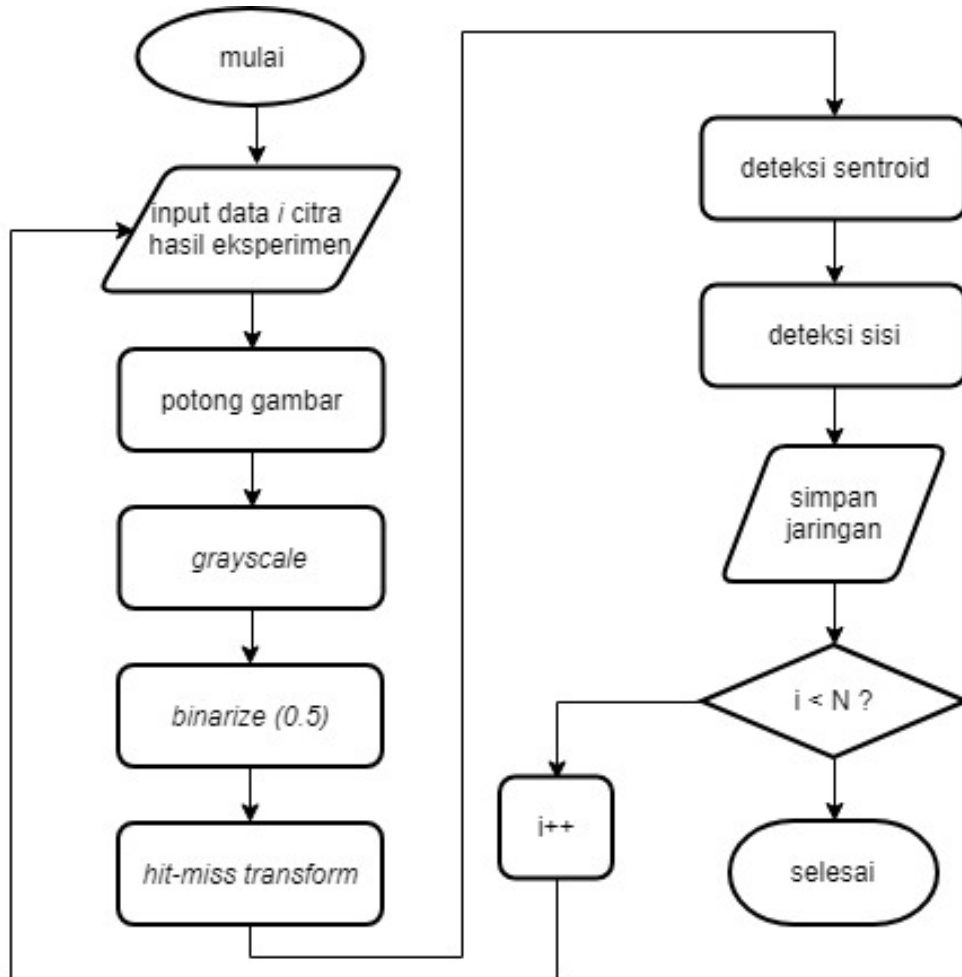 mulai
input data i citra
hasil eksperimen
potong gambar
grayscale
binarize (0.5)
hit-miss transform
deteksi sentroid
deteksi sisi
simpan
jaringan
i < N ?
i++
selesai